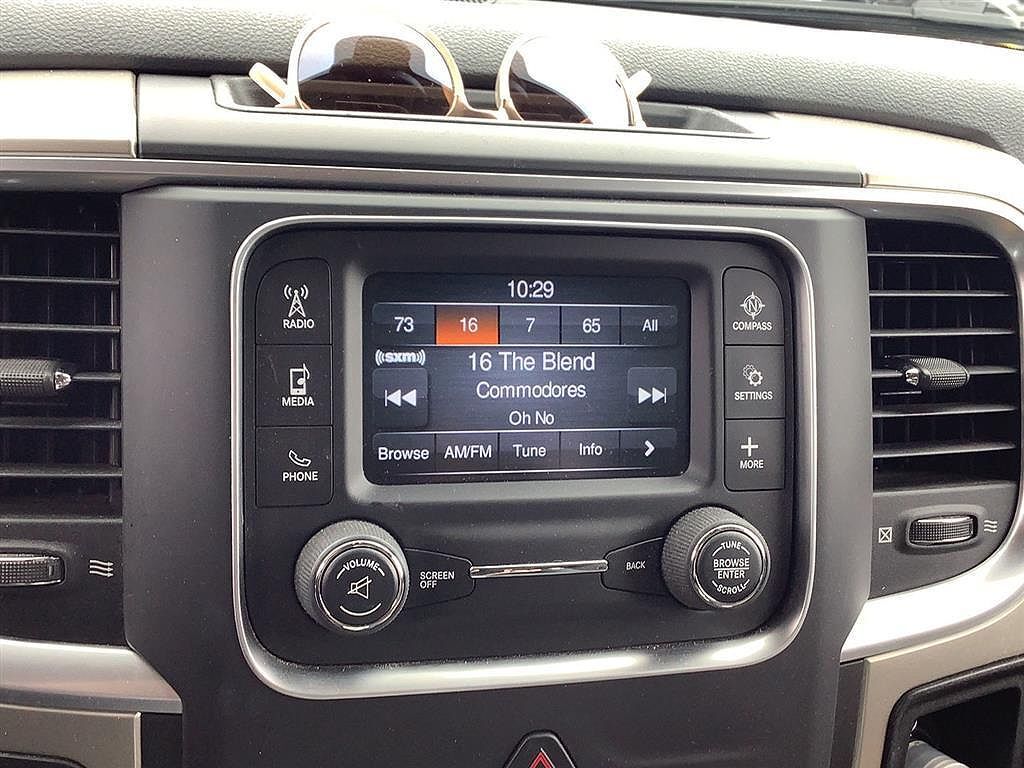 10:29
73 16 7 65 All
((sxm)) 16 The Blend
Commodores
Oh No
Browse AM/FM Tune Info
RADIO
MEDIA
PHONE
N
COMPASS
SETTINGS
MORE
VOLUME
SCREEN
OFF
BACK
TUNE
BROWSE
ENTER
SCROLL